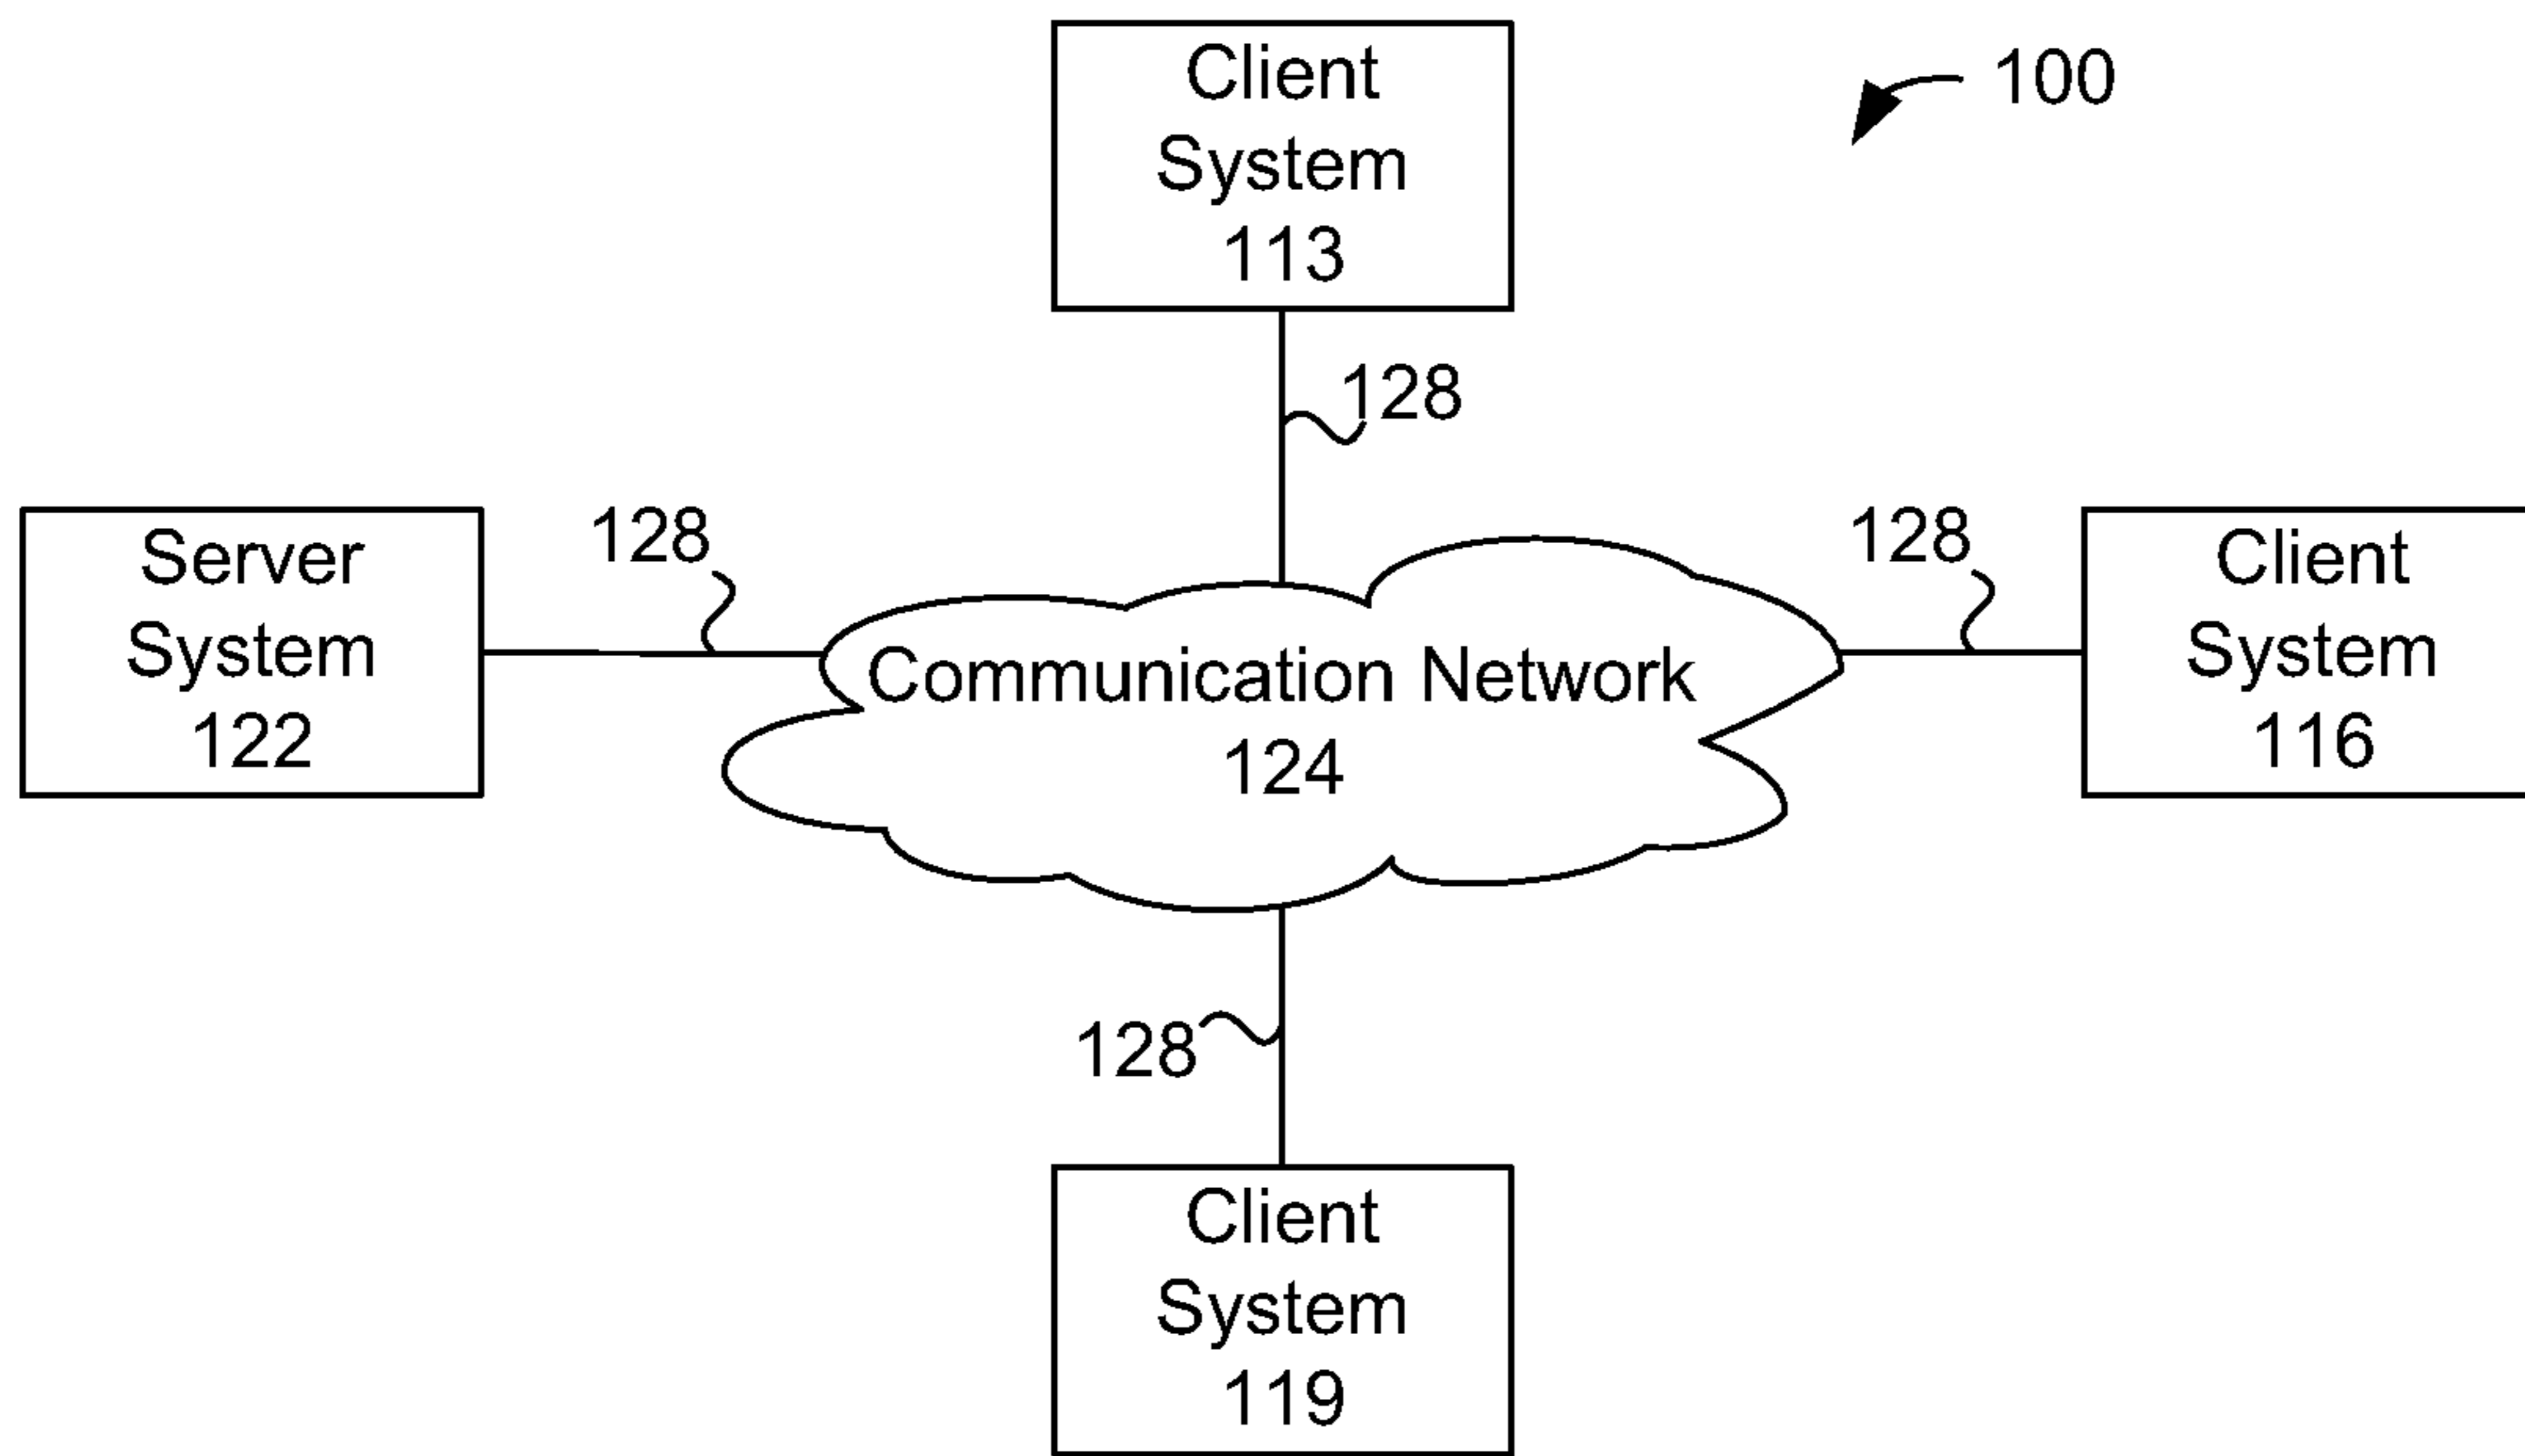 Client
System
113
100
128
Server
System
122
128
128
Client
System
116
Communication Network
124
128
Client
System
119